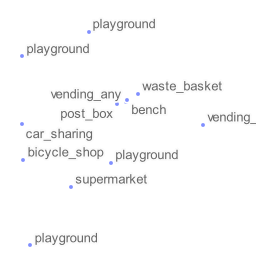 playground
playground
waste_basket
vending_any
bench
post_box
vending_
car_sharing
bicycle_shop
playground
supermarket
playground